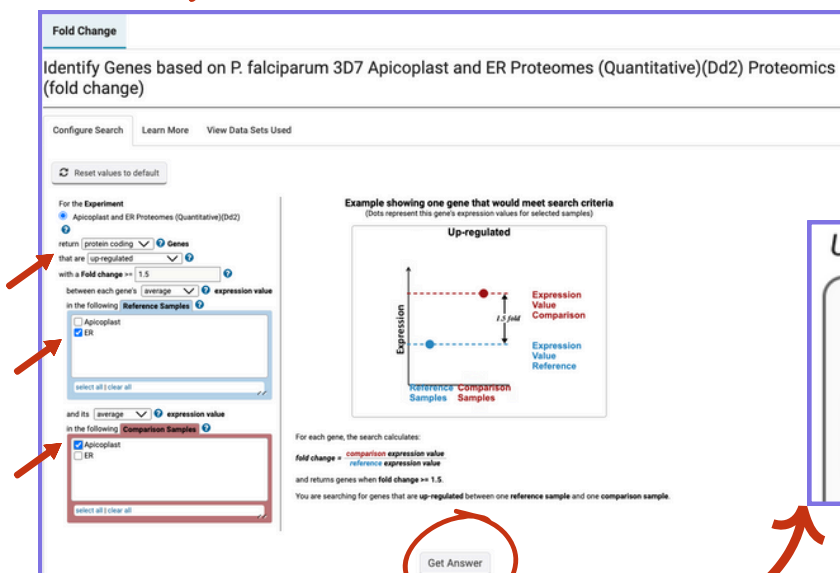 Fold Change
Identify Genes based on P. falciparum 3D7 Apicoplast and ER Proteomes (Quantitative)(Dd2) Proteomics
(fold change)
Configure Search
Learn More
View Data Sets Used
Reset values to default
For the Experiment
Apicoplast and ER Proteomes (Quantitative)(Dd2)
return protein coding Genes
that are up-regulated
with a Fold change >= 1.5
between each gene's average expression value
in the following Reference Samples
Apicoplast
ER
select all | clear all
and its average expression value
in the following Comparison Samples
Apicoplast
ER
select all | clear all
Example showing one gene that would meet search criteria
(Dots represent this gene's expression values for selected samples)
Up-regulated
Expression
1.5 fold
Expression
Value
Comparison
Expression
Value
Reference
Reference Comparison
Samples Samples
For each gene, the search calculates:
fold change = comparison expression value
reference expression value
and returns genes when fold change >= 1.5.
You are searching for genes that are up-regulated between one reference sample and one comparison sample.
Get Answer